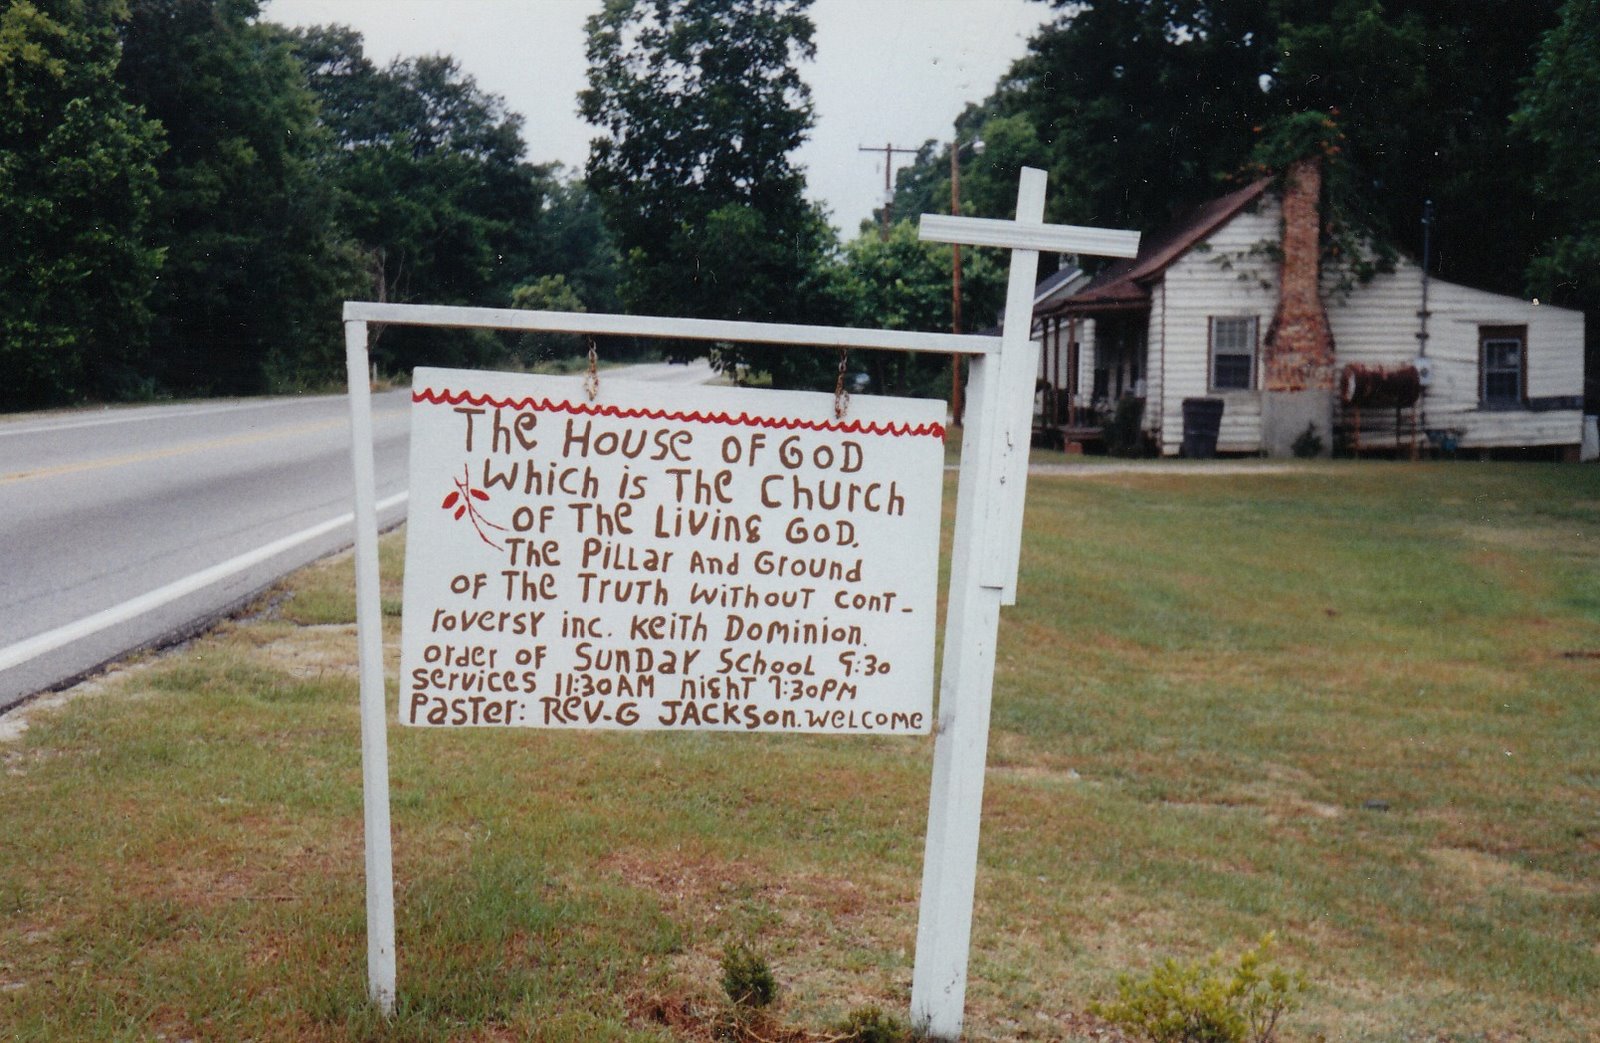 The House of God
Which is The Church
of The Living God.
The Pillar And Ground
of The Truth without cont-
roversy inc. Keith Dominion.
order of Sunday School 9:30
services 11:30AM night 7:30PM
Paster: Rev-G Jackson. welcome